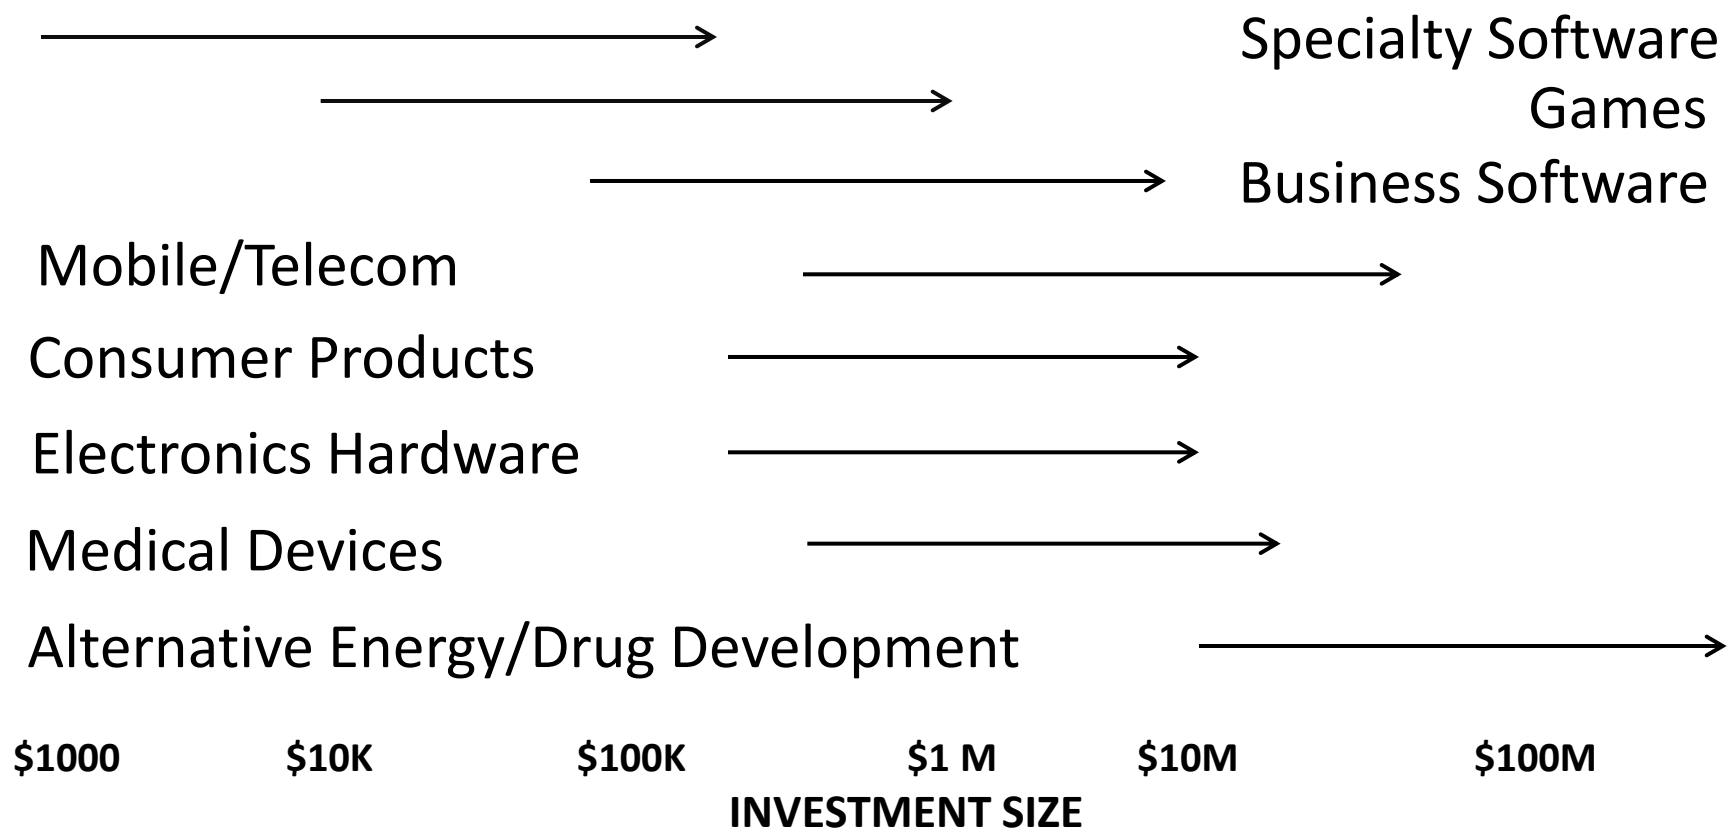 Specialty Software
Games
Business Software
Mobile/Telecom
Consumer Products
Electronics Hardware
Medical Devices
Alternative Energy/Drug Development
$1000 $10K $100K $1 M $10M $100M
INVESTMENT SIZE